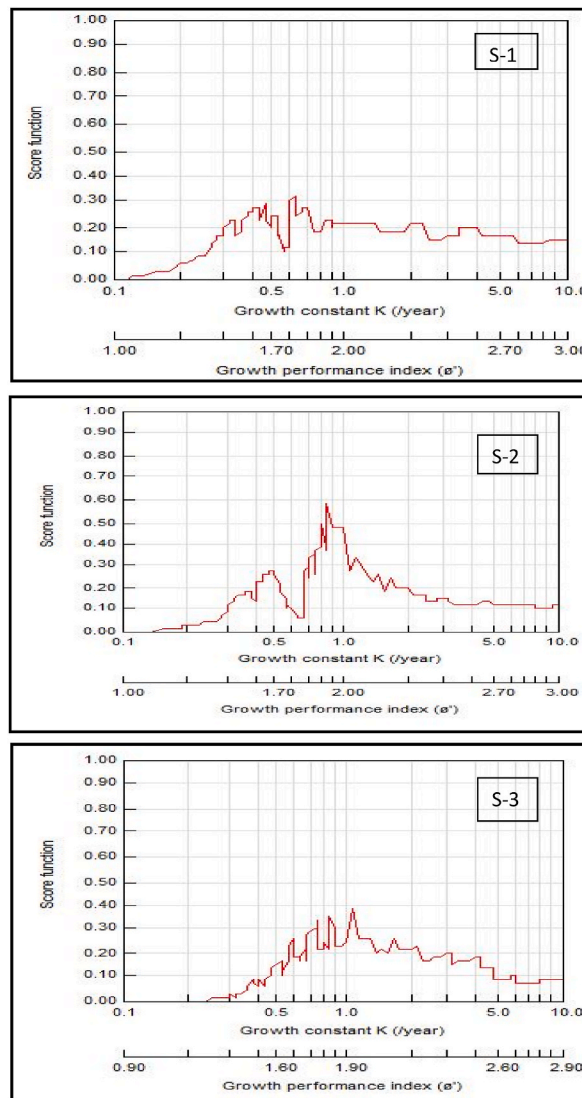 1.00
S-1
0.90
0.80
0.70
Score function
0.60
0.50
0.40
0.30
0.20
0.10
0.00
0.1 0.5 1.0 5.0 10.0
Growth constant K (/year)
1.00 1.70 2.00 2.70 3.00
Growth performance index (ø')
1.00
0.90
S-2
0.80
0.70
Score function
0.60
0.50
0.40
0.30
0.20
0.10
0.00
0.1 0.5 1.0 5.0 10.0
Growth constant K (/year)
1.00 1.70 2.00 2.70 3.00
Growth performance index (ø')
1.00
0.90
S-3
0.80
0.70
Score function
0.60
0.50
0.40
0.30
0.20
0.10
0.00
0.1 0.5 1.0 5.0 10.0
Growth constant K (/year)
0.90 1.60 1.90 2.60 2.90
Growth performance index (ø')